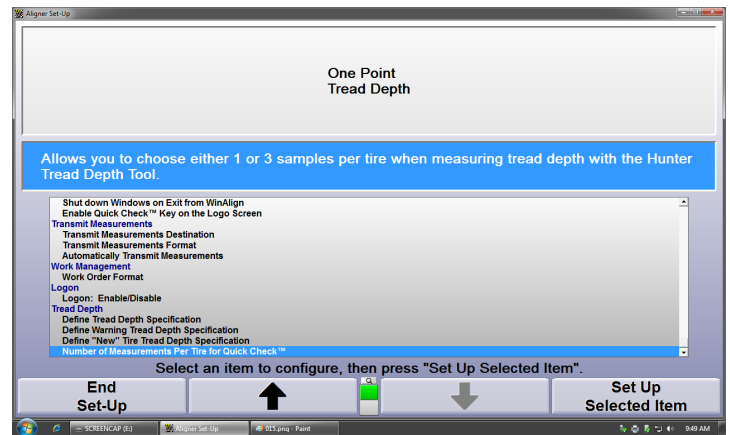 Aligner Set-Up
One Point
Tread Depth
Allows you to choose either 1 or 3 samples per tire when measuring tread depth with the Hunter
Tread Depth Tool.
Shut down Windows on Exit from WinAlign
Enable Quick Check™ Key on the Logo Screen
Transmit Measurements
Transmit Measurements Destination
Transmit Measurements Format
Automatically Transmit Measurements
Work Management
Work Order Format
Logon
Logon: Enable/Disable
Tread Depth
Define Tread Depth Specification
Define Warning Tread Depth Specification
Define "New" Tire Tread Depth Specification
Number of Measurements Per Tire for Quick Check™
Select an item to configure, then press "Set Up Selected Item".
End
Set-Up
Set Up
Selected Item
SCREENCAP (E:)
Aligner Set-Up
015.png - Paint
9:49 AM